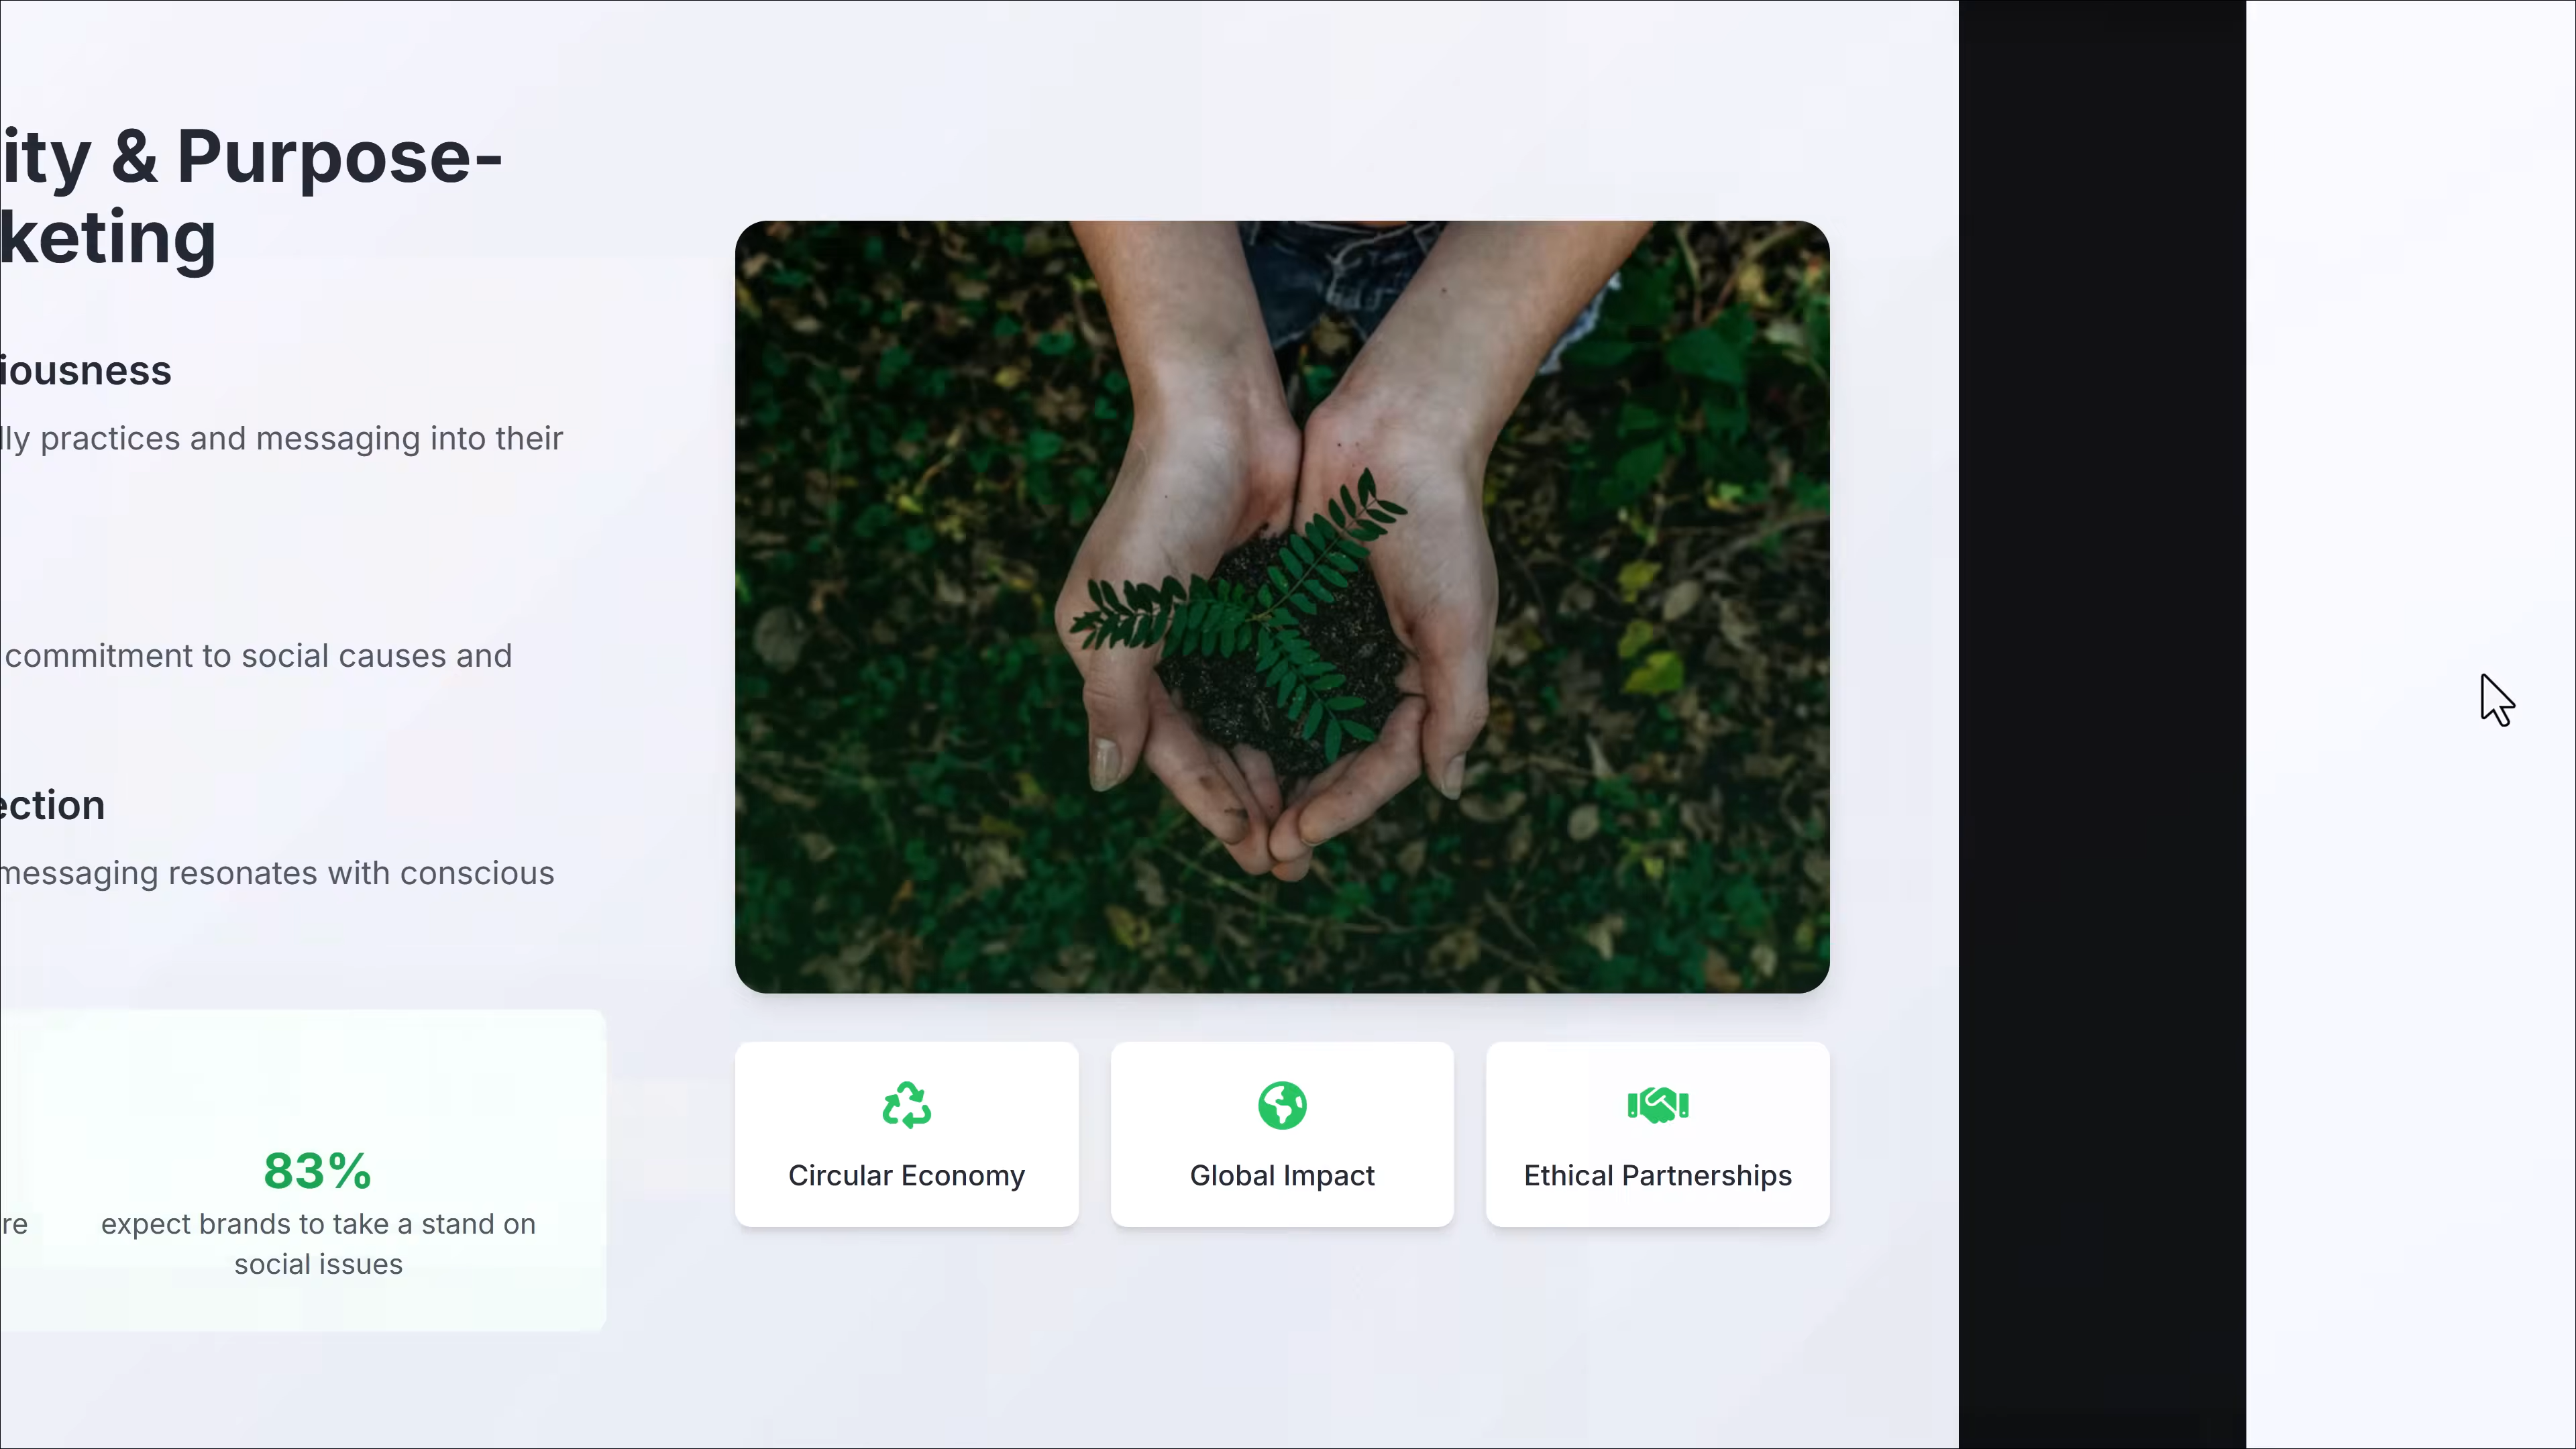 ity & Purpose-
keting
iousness
lly practices and messaging into their
commitment to social causes and
ection
messaging resonates with conscious
83%
re
expect brands to take a stand on
social issues
Circular Economy
Global Impact
Ethical Partnerships